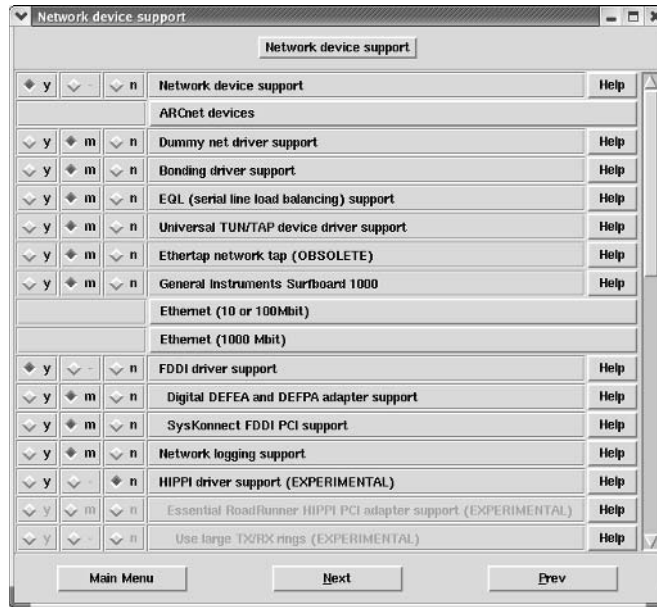 Network device support
Network device support
y - n Network device support Help
ARCnet devices
y m n Dummy net driver support Help
y m n Bonding driver support Help
y m n EQL (serial line load balancing) support Help
y m n Universal TUN/TAP device driver support Help
y m n Ethertap network tap (OBSOLETE) Help
y m n General Instruments Surfboard 1000 Help
Ethernet (10 or 100Mbit)
Ethernet (1000 Mbit)
y - n FDDI driver support Help
y m n Digital DEFEA and DEFPA adapter support Help
y m n SysKonnect FDDI PCI support Help
y m n Network logging support Help
y - n HIPPI driver support (EXPERIMENTAL) Help
y m n Essential RoadRunner HIPPI PCI adapter support (EXPERIMENTAL) Help
y - n Use large TX/RX rings (EXPERIMENTAL) Help
Main Menu Next Prev